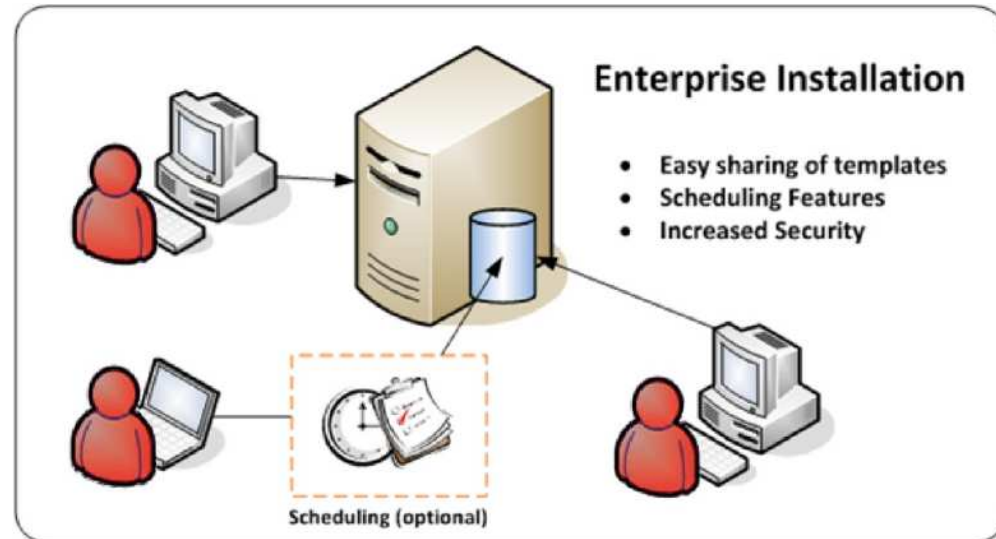 Enterprise Installation
• Easy sharing of templates
• Scheduling Features
• Increased Security
Scheduling (optional)